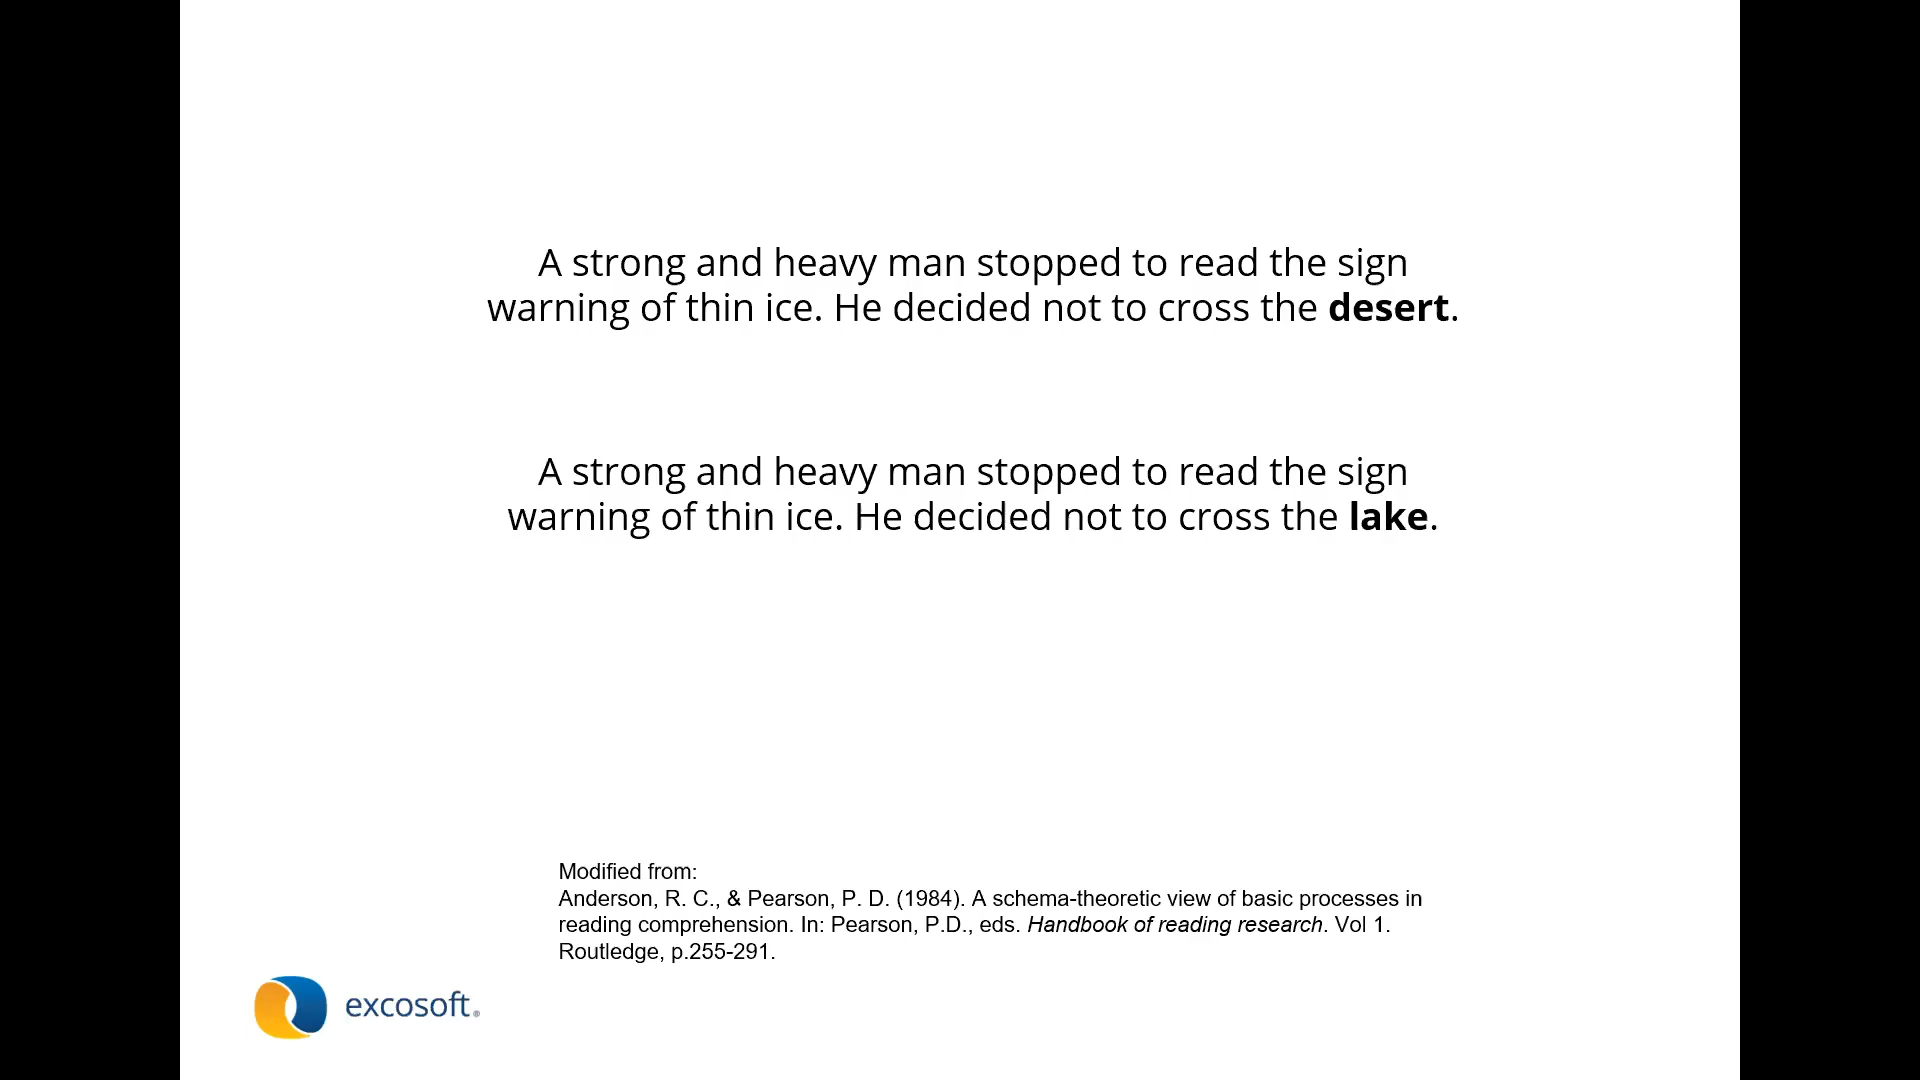 A strong and heavy man stopped to read the sign
warning of thin ice. He decided not to cross the desert.
A strong and heavy man stopped to read the sign
warning of thin ice. He decided not to cross the lake.
Modified from:
Anderson, R. C., & Pearson, P. D. (1984). A schema-theoretic view of basic processes in
reading comprehension. In: Pearson, P.D., eds. Handbook of reading research. Vol 1.
Routledge, p.255-291.
excosoft®